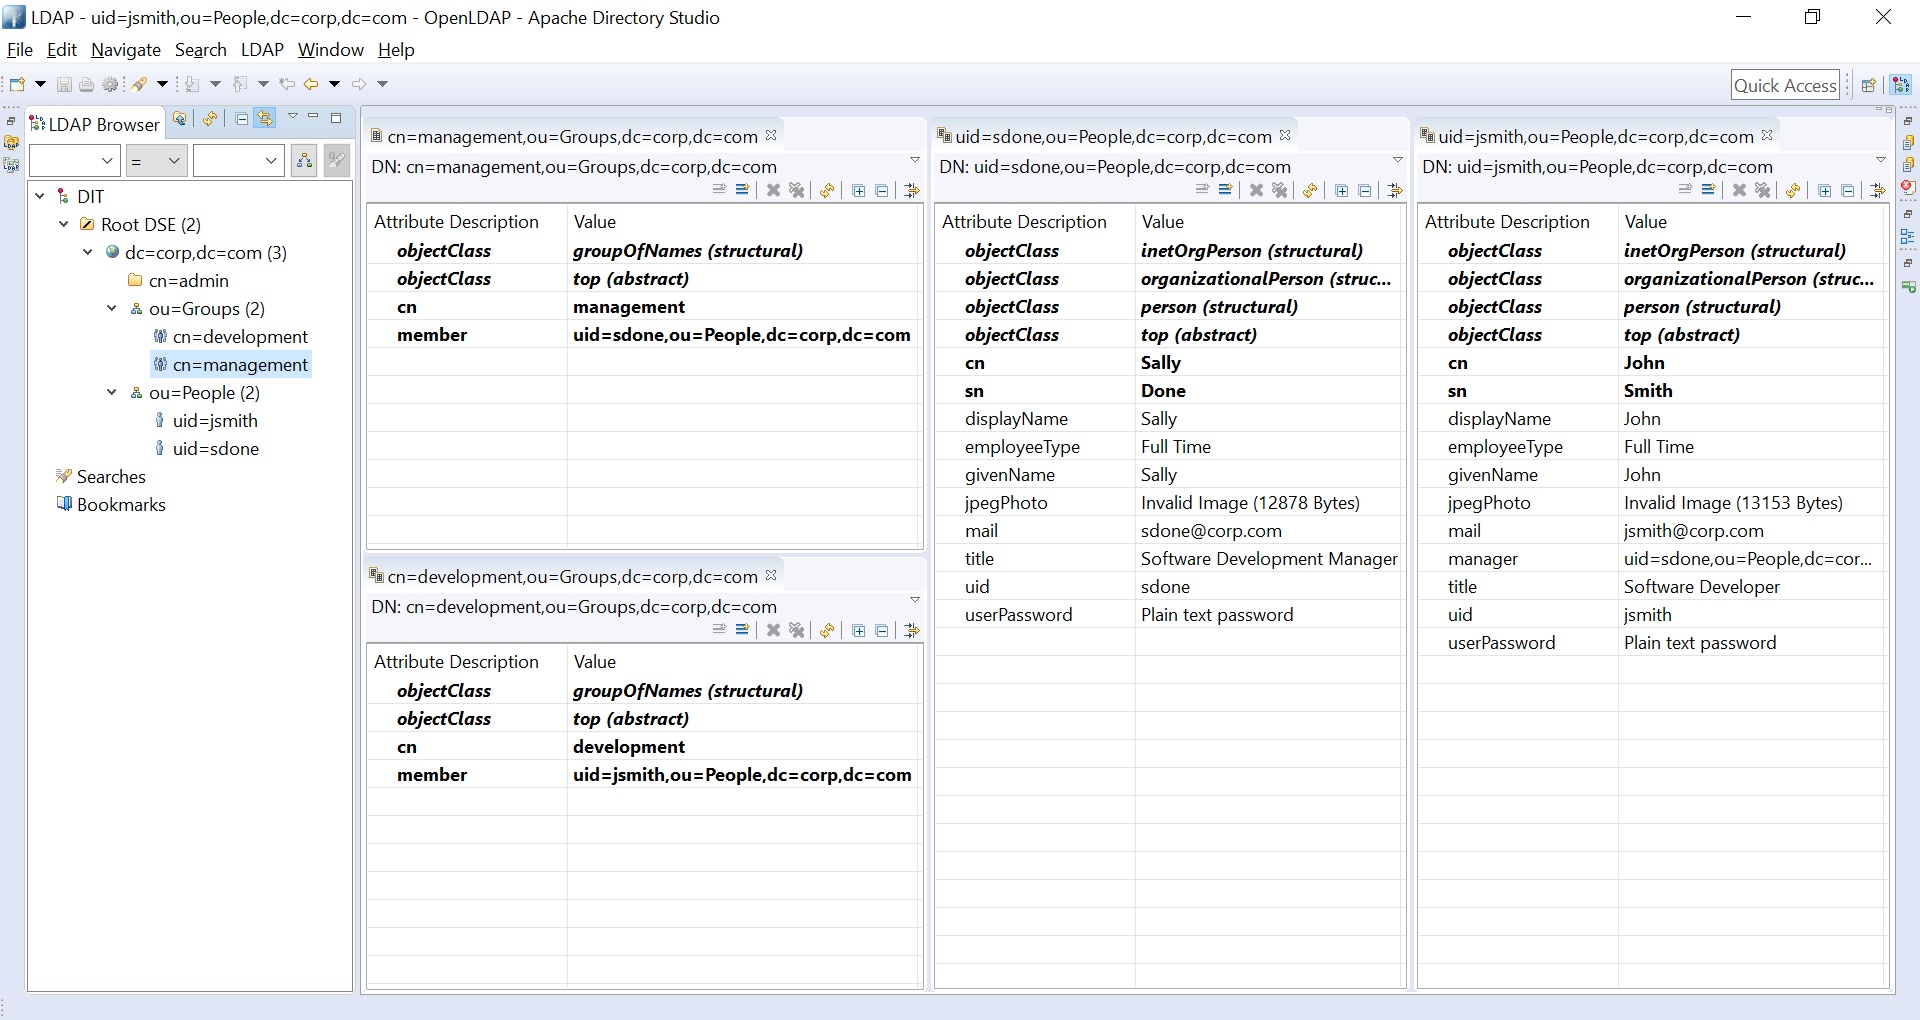 LDAP - uid=jsmith,ou=People,dc=corp,dc=com - OpenLDAP - Apache Directory Studio
File Edit Navigate Search LDAP Window Help
Quick Access
LDAP Browser
=
DIT
Root DSE (2)
dc=corp,dc=com (3)
cn=admin
ou=Groups (2)
cn=development
cn=management
ou=People (2)
uid=jsmith
uid=sdone
Searches
Bookmarks
cn=management,ou=Groups,dc=corp,dc=com
DN: cn=management,ou=Groups,dc=corp,dc=com
Attribute Description Value
objectClass groupOfNames (structural)
objectClass top (abstract)
cn management
member uid=sdone,ou=People,dc=corp,dc=com
cn=development,ou=Groups,dc=corp,dc=com
DN: cn=development,ou=Groups,dc=corp,dc=com
Attribute Description Value
objectClass groupOfNames (structural)
objectClass top (abstract)
cn development
member uid=jsmith,ou=People,dc=corp,dc=com
uid=sdone,ou=People,dc=corp,dc=com
DN: uid=sdone,ou=People,dc=corp,dc=com
Attribute Description Value
objectClass inetOrgPerson (structural)
objectClass organizationalPerson (struc...
objectClass person (structural)
objectClass top (abstract)
cn Sally
sn Done
displayName Sally
employeeType Full Time
givenName Sally
jpegPhoto Invalid Image (12878 Bytes)
mail sdone@corp.com
title Software Development Manager
uid sdone
userPassword Plain text password
uid=jsmith,ou=People,dc=corp,dc=com
DN: uid=jsmith,ou=People,dc=corp,dc=com
Attribute Description Value
objectClass inetOrgPerson (structural)
objectClass organizationalPerson (struc...
objectClass person (structural)
objectClass top (abstract)
cn John
sn Smith
displayName John
employeeType Full Time
givenName John
jpegPhoto Invalid Image (13153 Bytes)
mail jsmith@corp.com
manager uid=sdone,ou=People,dc=cor...
title Software Developer
uid jsmith
userPassword Plain text password